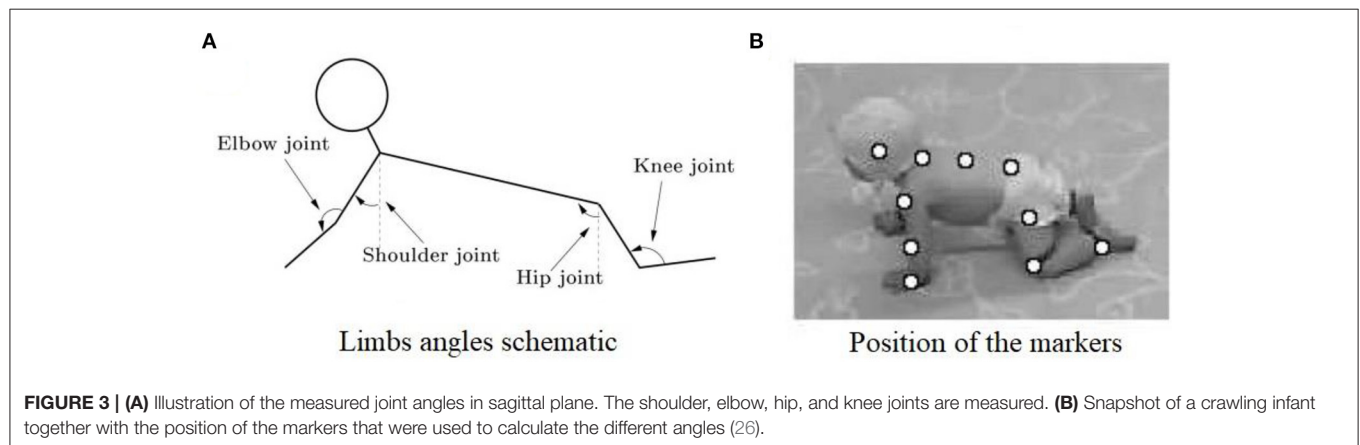 A
B
Elbow joint
Knee joint
Shoulder joint
Hip joint
Limbs angles schematic
Position of the markers
FIGURE 3 | (A) Illustration of the measured joint angles in sagittal plane. The shoulder, elbow, hip, and knee joints are measured. (B) Snapshot of a crawling infant
together with the position of the markers that were used to calculate the different angles (26).